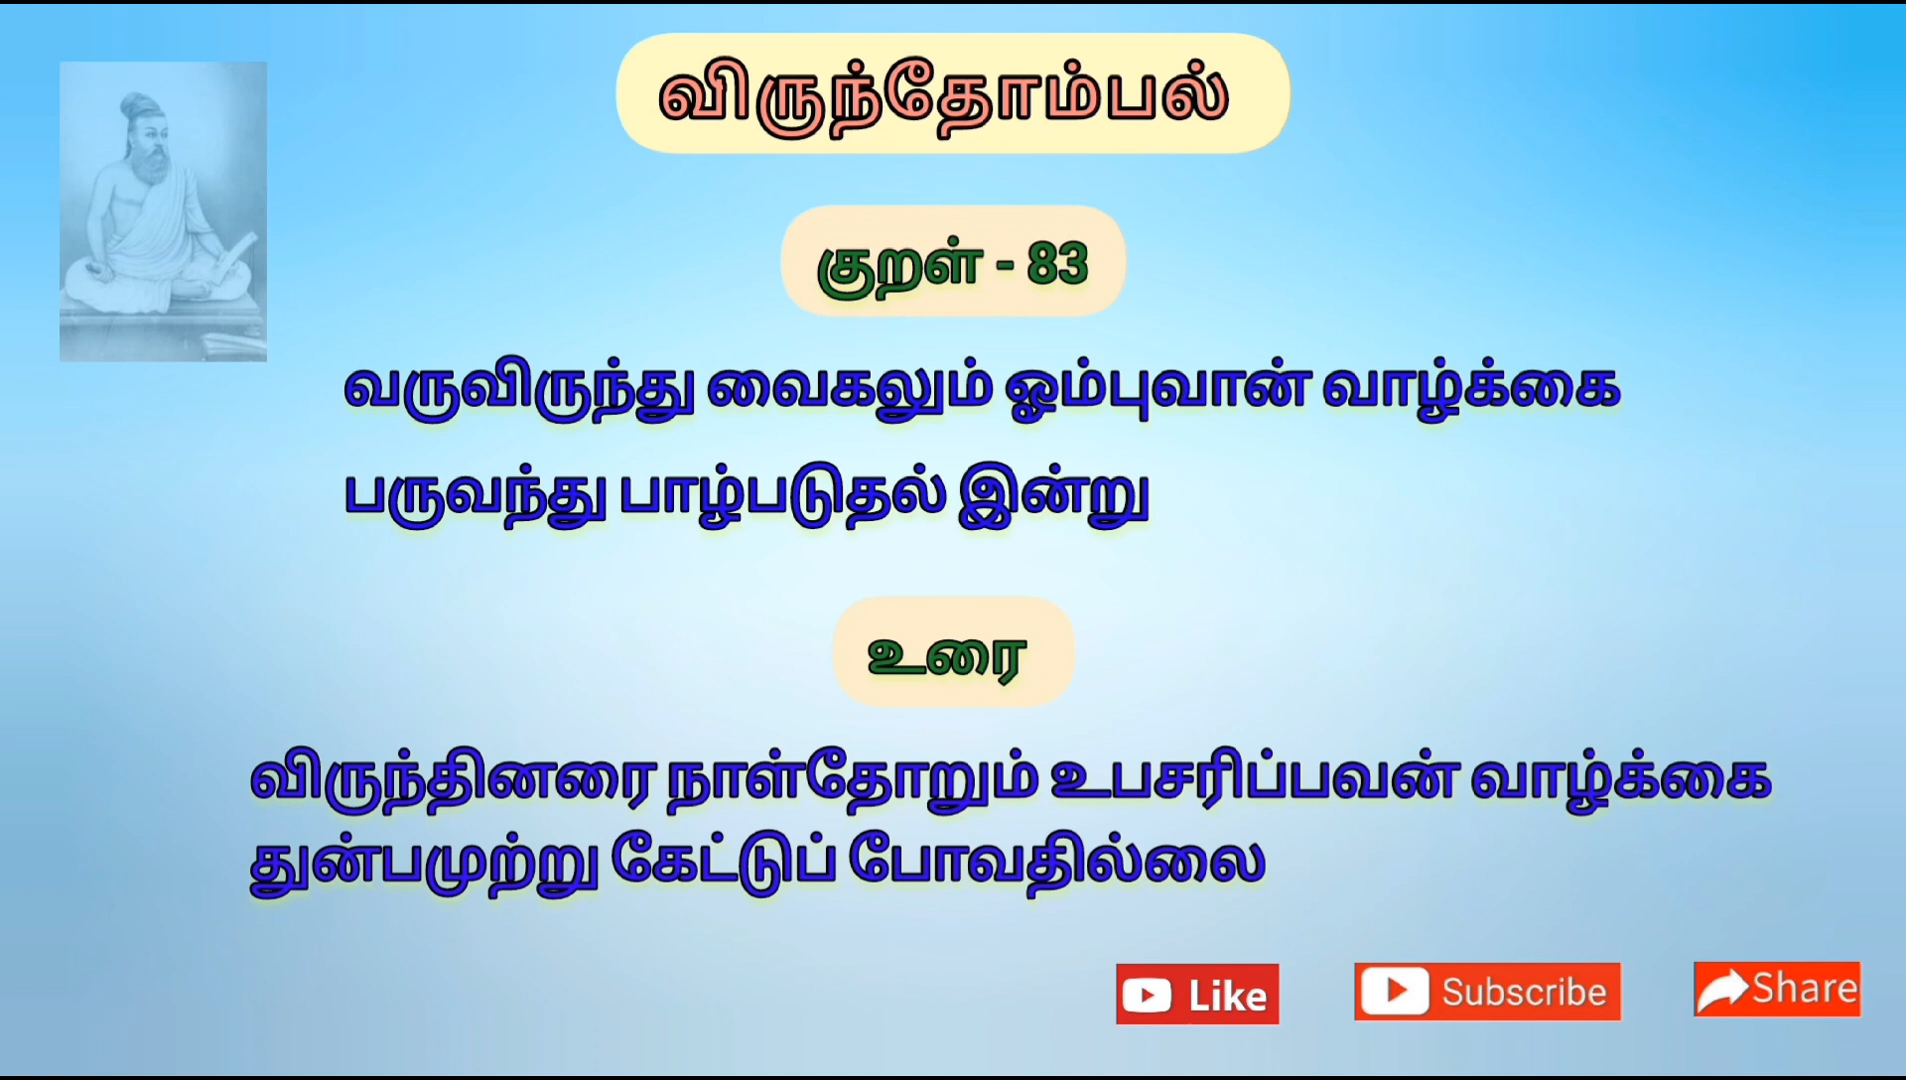 விருந்தோம்பல்
குறள் - 83
வருவிருந்து வைகலும் ஓம்புவான் வாழ்க்கை
பருவந்து பாழ்படுதல் இன்று
உரை
விருந்தினரை நாள்தோறும் உபசரிப்பவன் வாழ்க்கை
துன்பமுற்று கேட்டுப் போவதில்லை
Like
Subscribe
Share